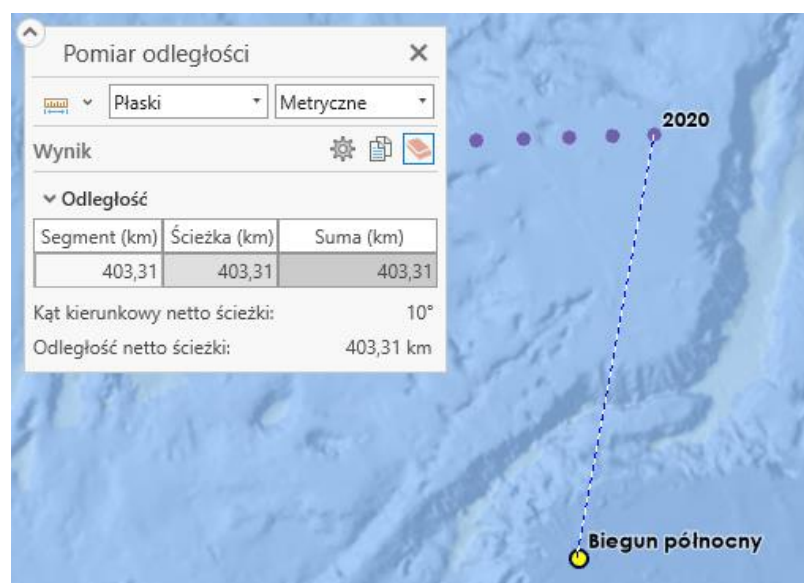 Pomiar odległości
Płaski Metryczne
Wynik
Odległość
Segment (km) Ścieżka (km) Suma (km)
403,31 403,31 403,31
Kąt kierunkowy netto ścieżki: 10°
Odległość netto ścieżki: 403,31 km
2020
Biegun północny